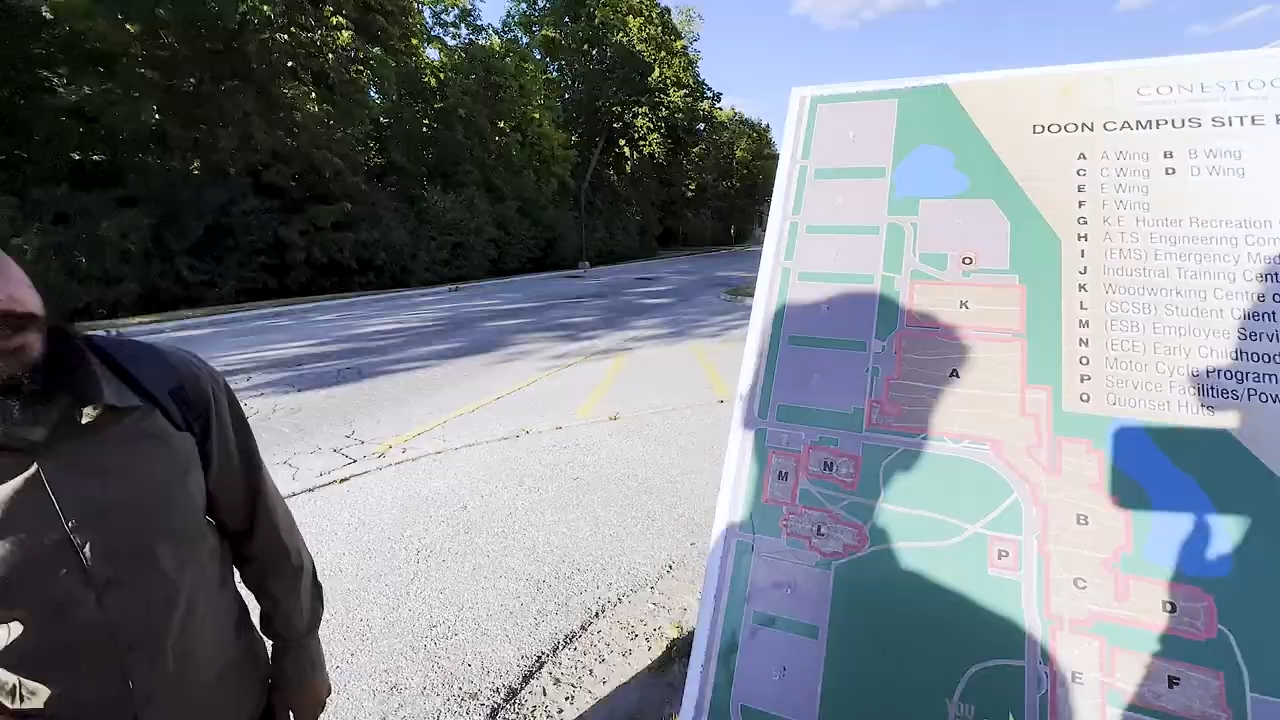 CONESTOG
DOON CAMPUS SITE
A A Wing B B Wing
C C Wing D D Wing
E E Wing
F F Wing
G K.E. Hunter Recreation
H A.T.S. Engineering Com
I (EMS) Emergency Med
J Industrial Training Cent
K Woodworking Centre o
L (SCSB) Student Client
M (ESB) Employee Servi
N (ECE) Early Childhood
O Motor Cycle Program
P Service Facilities/Pow
Q Quonset Huts
O
K
A
N
M
L
B
P
C
D
E
F
YOU